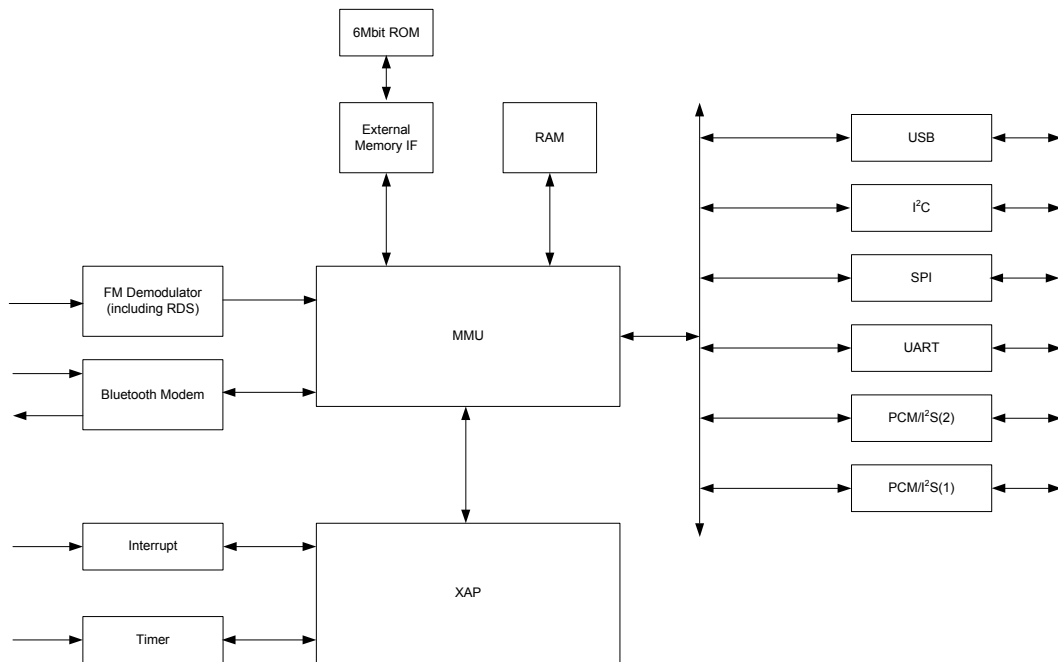 6Mbit ROM
External
Memory IF
RAM
USB
I²C
SPI
UART
PCM/I²S(2)
PCM/I²S(1)
FM Demodulator
(including RDS)
MMU
Bluetooth Modem
Interrupt
XAP
Timer